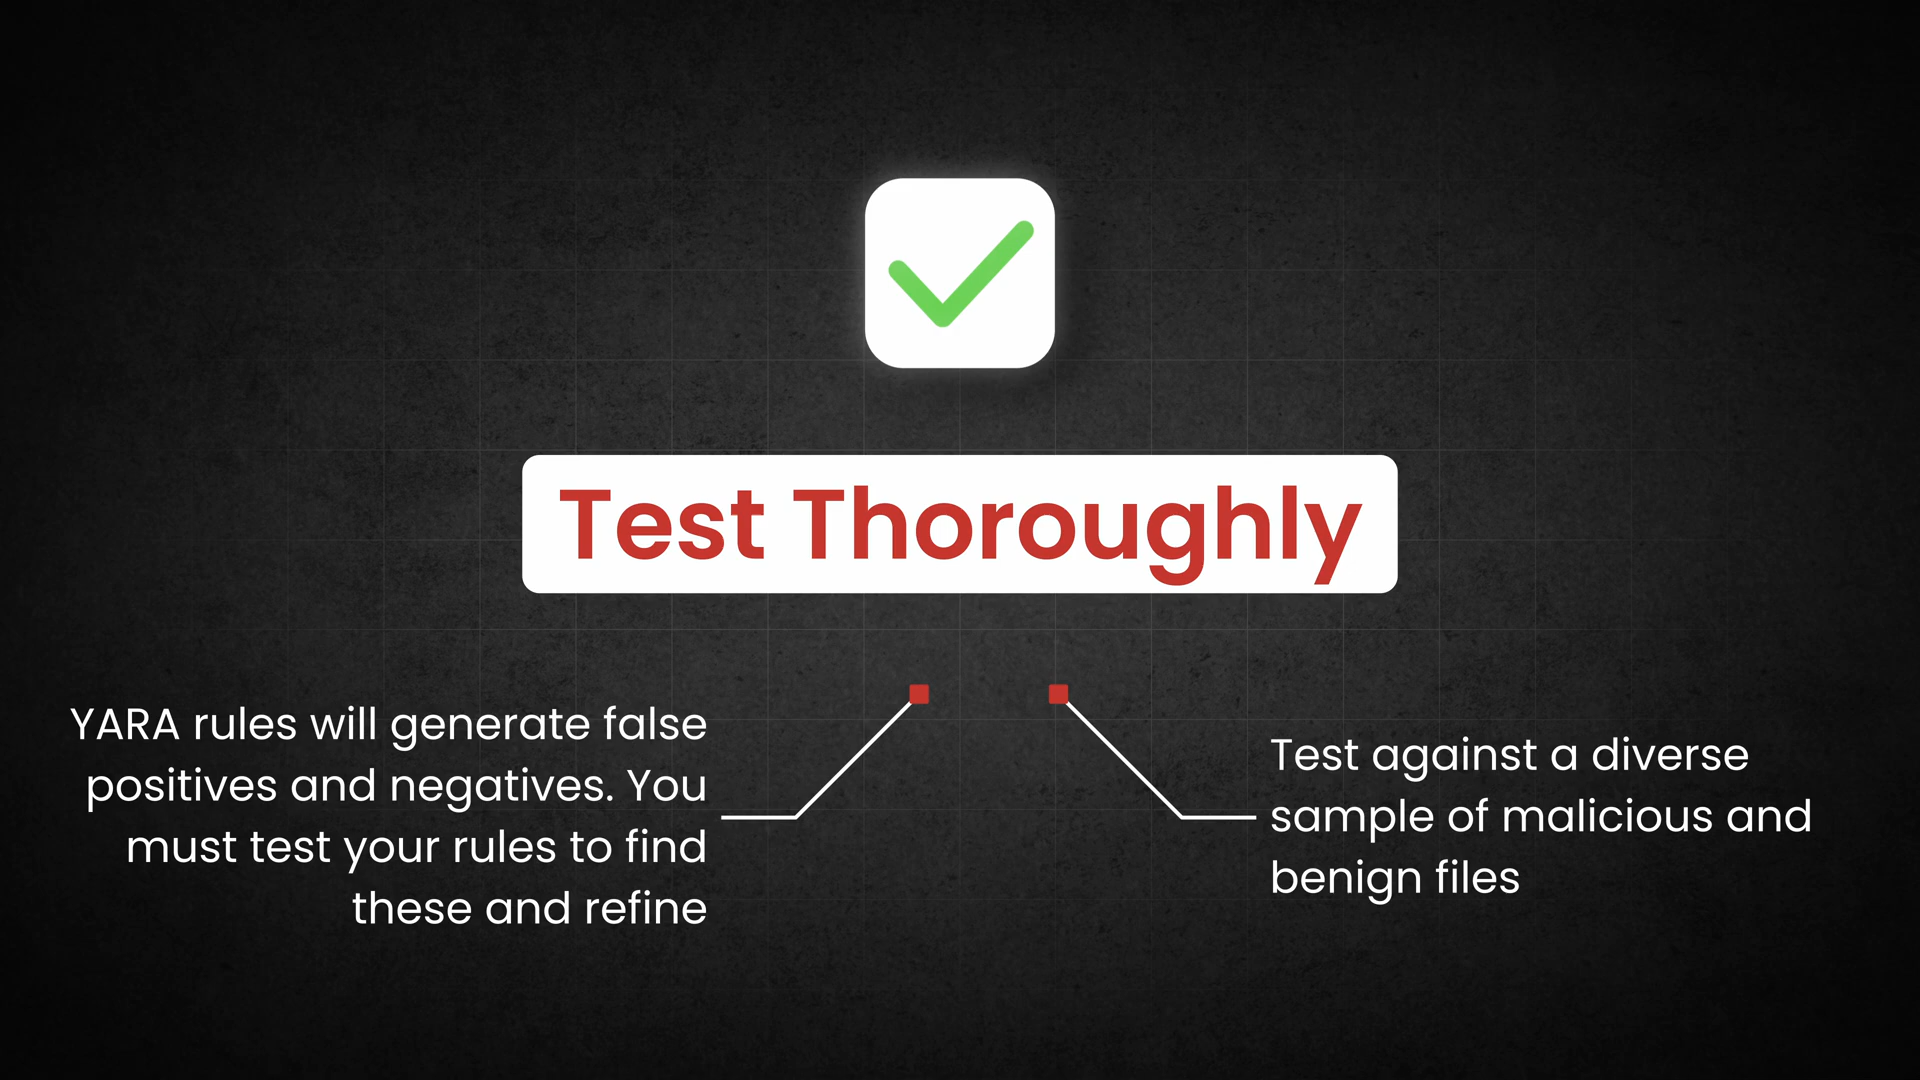 Test Thoroughly
YARA rules will generate false
positives and negatives. You
must test your rules to find
these and refine
Test against a diverse
sample of malicious and
benign files